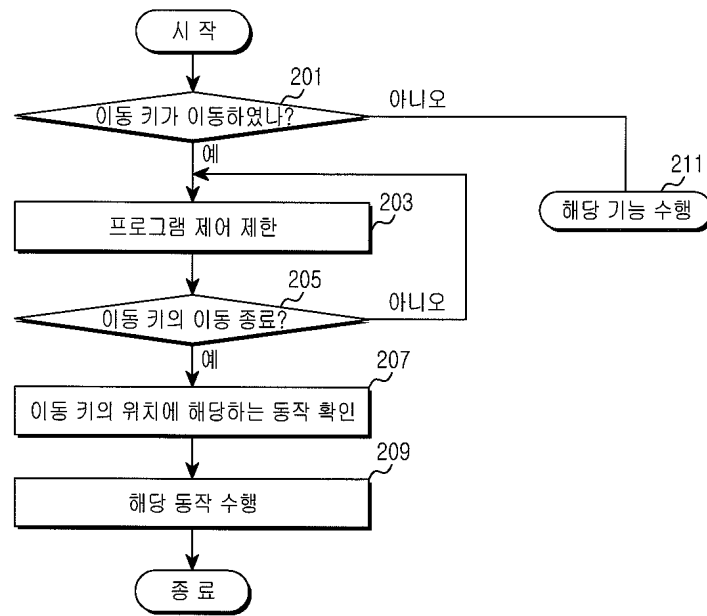 시 작
201
이동 키가 이동하였나?
아니오
예
211
해당 기능 수행
203
프로그램 제어 제한
205
이동 키의 이동 종료?
아니오
예
207
이동 키의 위치에 해당하는 동작 확인
209
해당 동작 수행
종 료